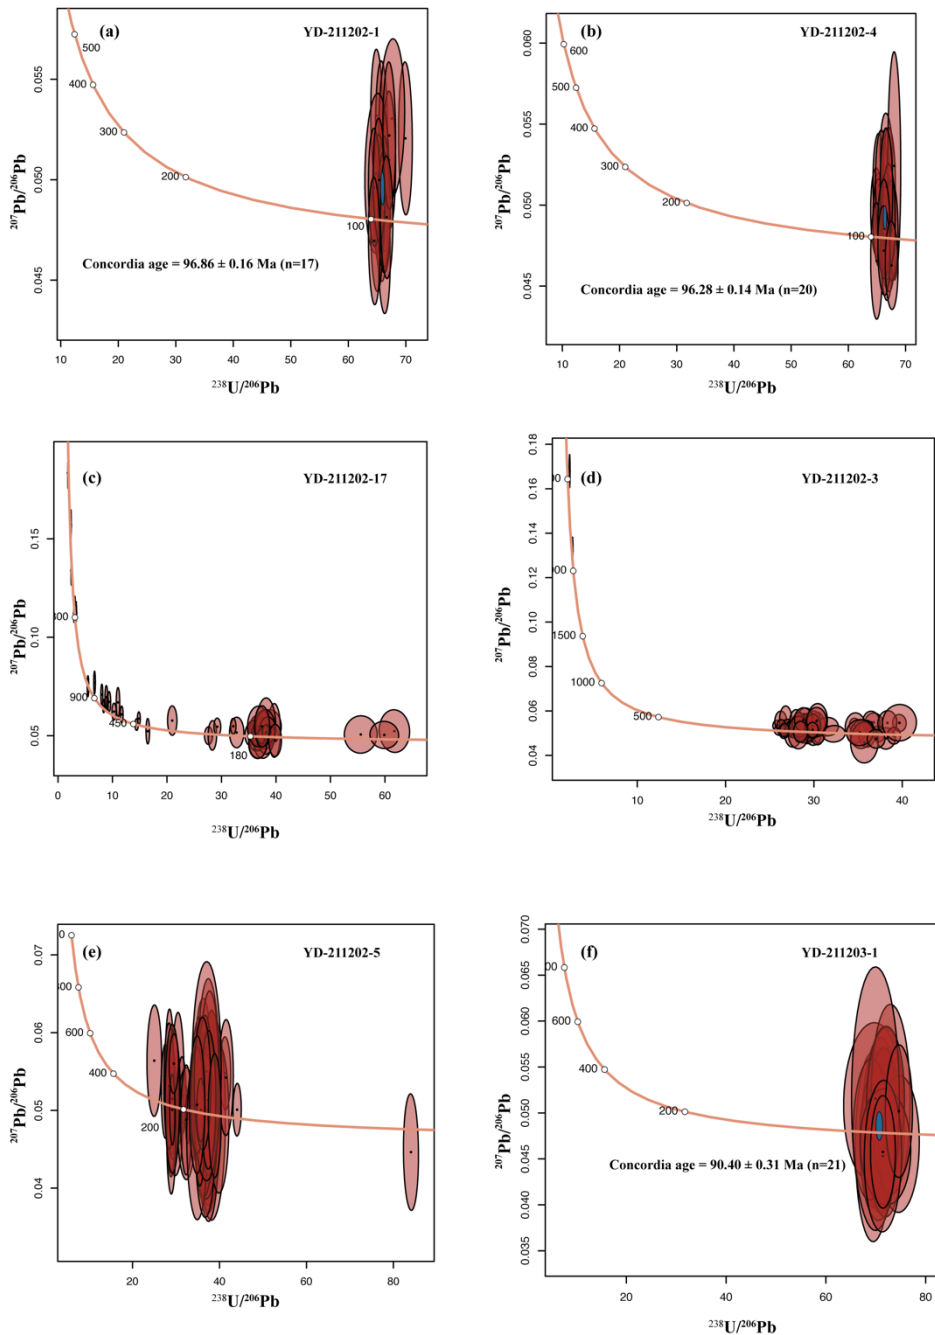 (a) YD-211202-1
500
400
300
200
100
Concordia age = 96.86 ± 0.16 Ma (n=17)
0.055
0.050
0.045
²⁰⁷Pb/²⁰⁶Pb
10 20 30 40 50 60 70
²³⁸U/²⁰⁶Pb
(b) YD-211202-4
600
500
400
300
200
100
Concordia age = 96.28 ± 0.14 Ma (n=20)
0.060
0.055
0.050
0.045
²⁰⁷Pb/²⁰⁶Pb
10 20 30 40 50 60 70
²³⁸U/²⁰⁶Pb
(c) YD-211202-17
900
450
180
0.15
0.10
0.05
²⁰⁷Pb/²⁰⁶Pb
0 10 20 30 40 50 60
²³⁸U/²⁰⁶Pb
(d) YD-211202-3
1500
1000
500
0.18
0.16
0.14
0.12
0.10
0.08
0.06
0.04
²⁰⁷Pb/²⁰⁶Pb
10 20 30 40
²³⁸U/²⁰⁶Pb
(e) YD-211202-5
600
400
200
0.07
0.06
0.05
0.04
²⁰⁷Pb/²⁰⁶Pb
20 40 60 80
²³⁸U/²⁰⁶Pb
(f) YD-211203-1
600
400
200
Concordia age = 90.40 ± 0.31 Ma (n=21)
0.070
0.065
0.060
0.055
0.050
0.045
0.040
0.035
²⁰⁷Pb/²⁰⁶Pb
20 40 60 80
²³⁸U/²⁰⁶Pb